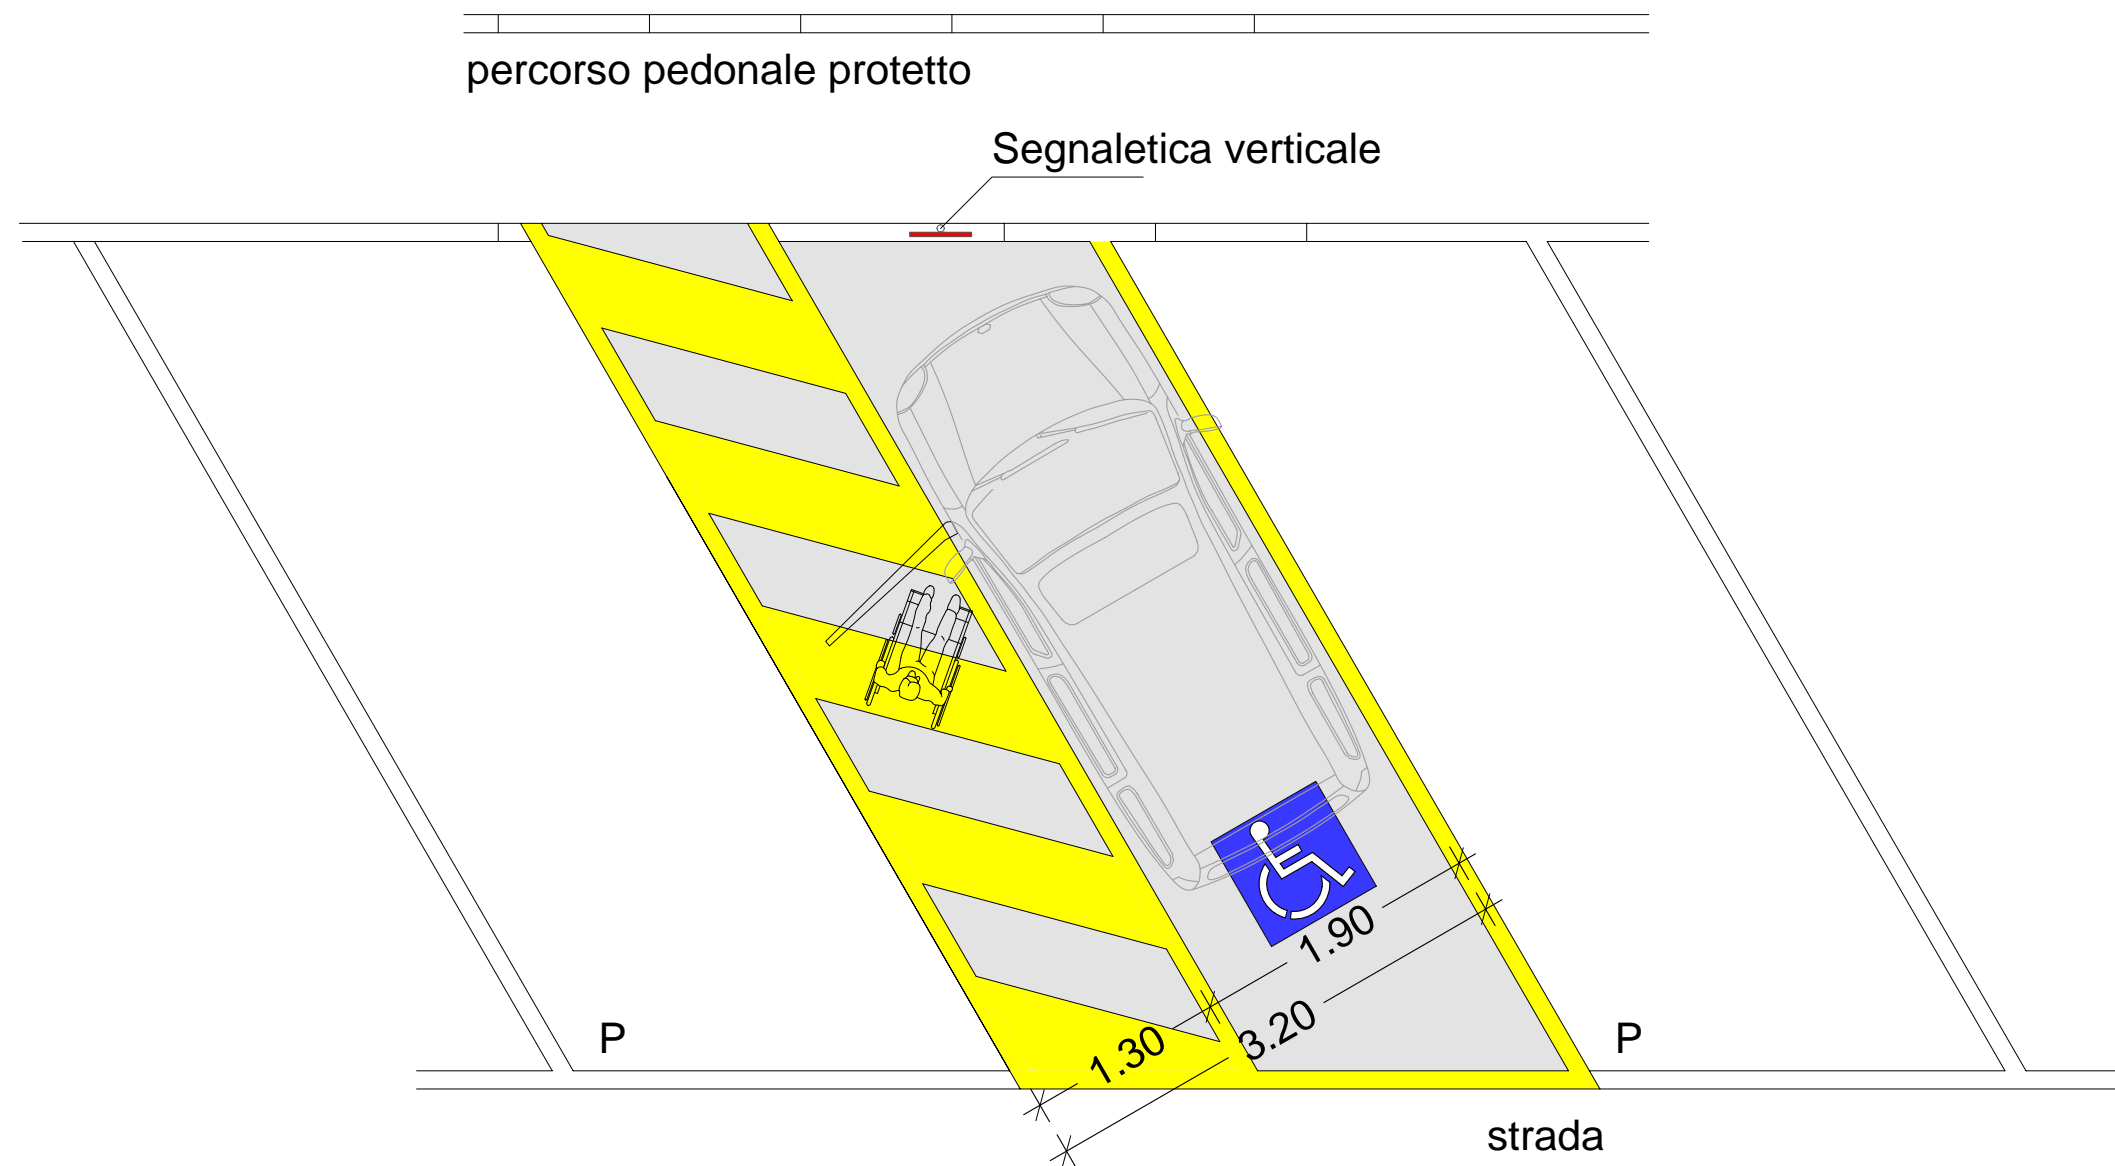 percorso pedonale protetto
Segnaletica verticale
1.90
3.20
1.30
P
P
strada